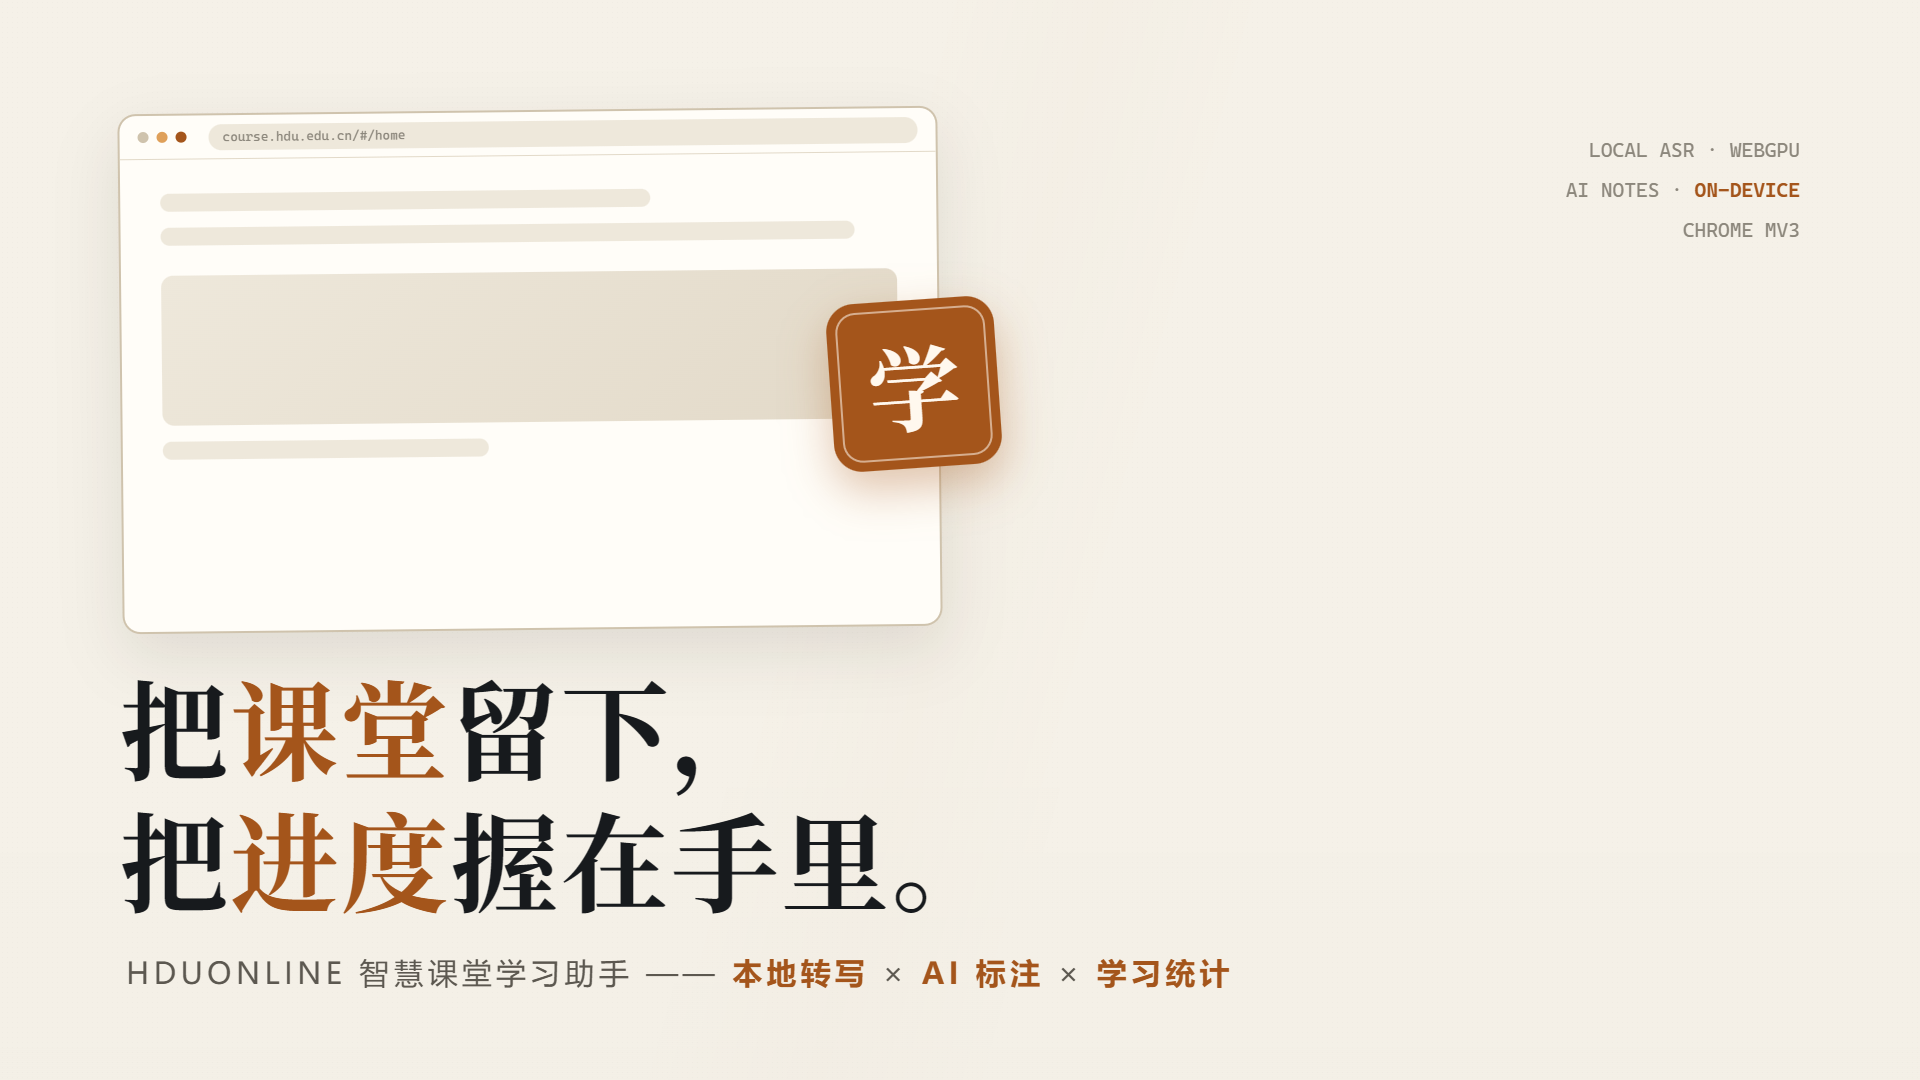 course.hdu.edu.cn/#/home
LOCAL ASR · WEBGPU
AI NOTES · ON-DEVICE
CHROME MV3
学
把课堂留下，
把进度握在手里。
HDUONLINE 智慧课堂学习助手 —— 本地转写 × AI 标注 × 学习统计